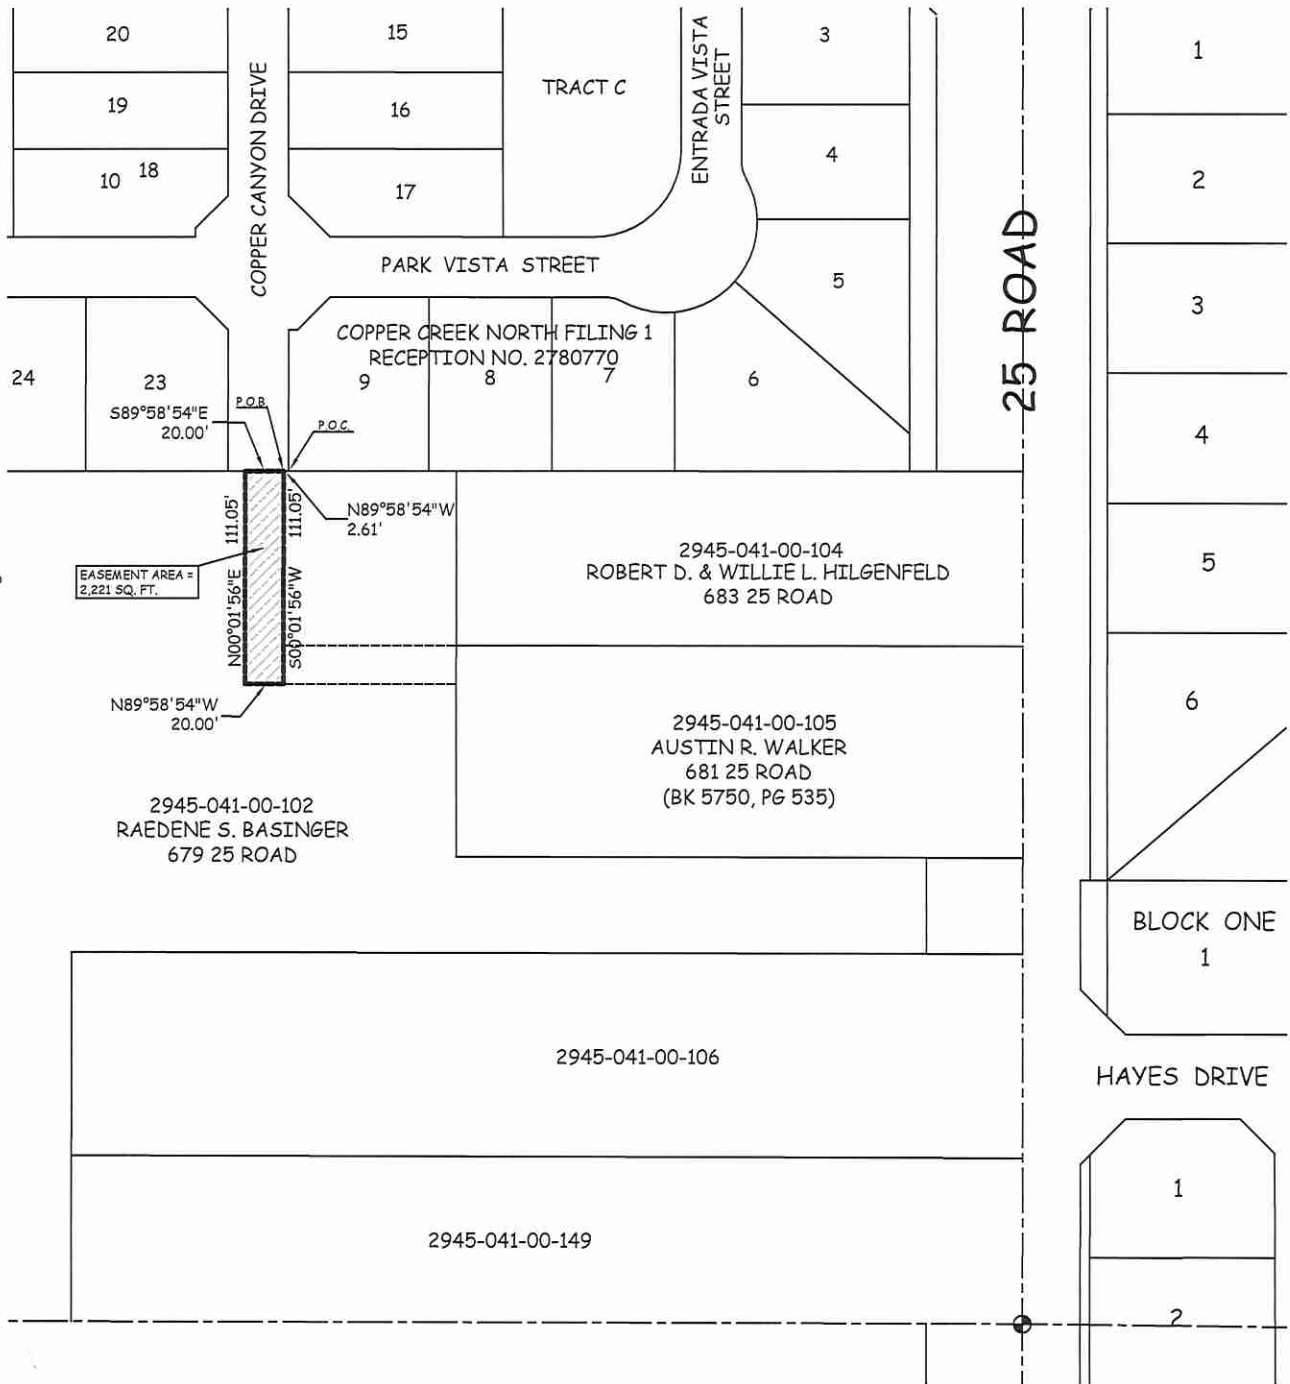 20
15
3
1
COPPER CANYON DRIVE
TRACT C
ENTRADA VISTA
STREET
19
16
4
2
10
18
17
25 ROAD
PARK VISTA STREET
5
3
COPPER CREEK NORTH FILING 1
RECEPTION NO. 2780770
24
23
9
8
7
6
4
S89°58'54"E
20.00'
P.O.B.
P.O.C.
111.05'
111.05'
N89°58'54"W
2.61'
EASEMENT AREA =
2,221 SQ. FT.
N00°01'56"E
S00°01'56"W
2945-041-00-104
ROBERT D. & WILLIE L. HILGENFELD
683 25 ROAD
5
N89°58'54"W
20.00'
6
2945-041-00-105
AUSTIN R. WALKER
681 25 ROAD
(BK 5750, PG 535)
2945-041-00-102
RAEDENE S. BASINGER
679 25 ROAD
BLOCK ONE
1
2945-041-00-106
HAYES DRIVE
1
2945-041-00-149
2